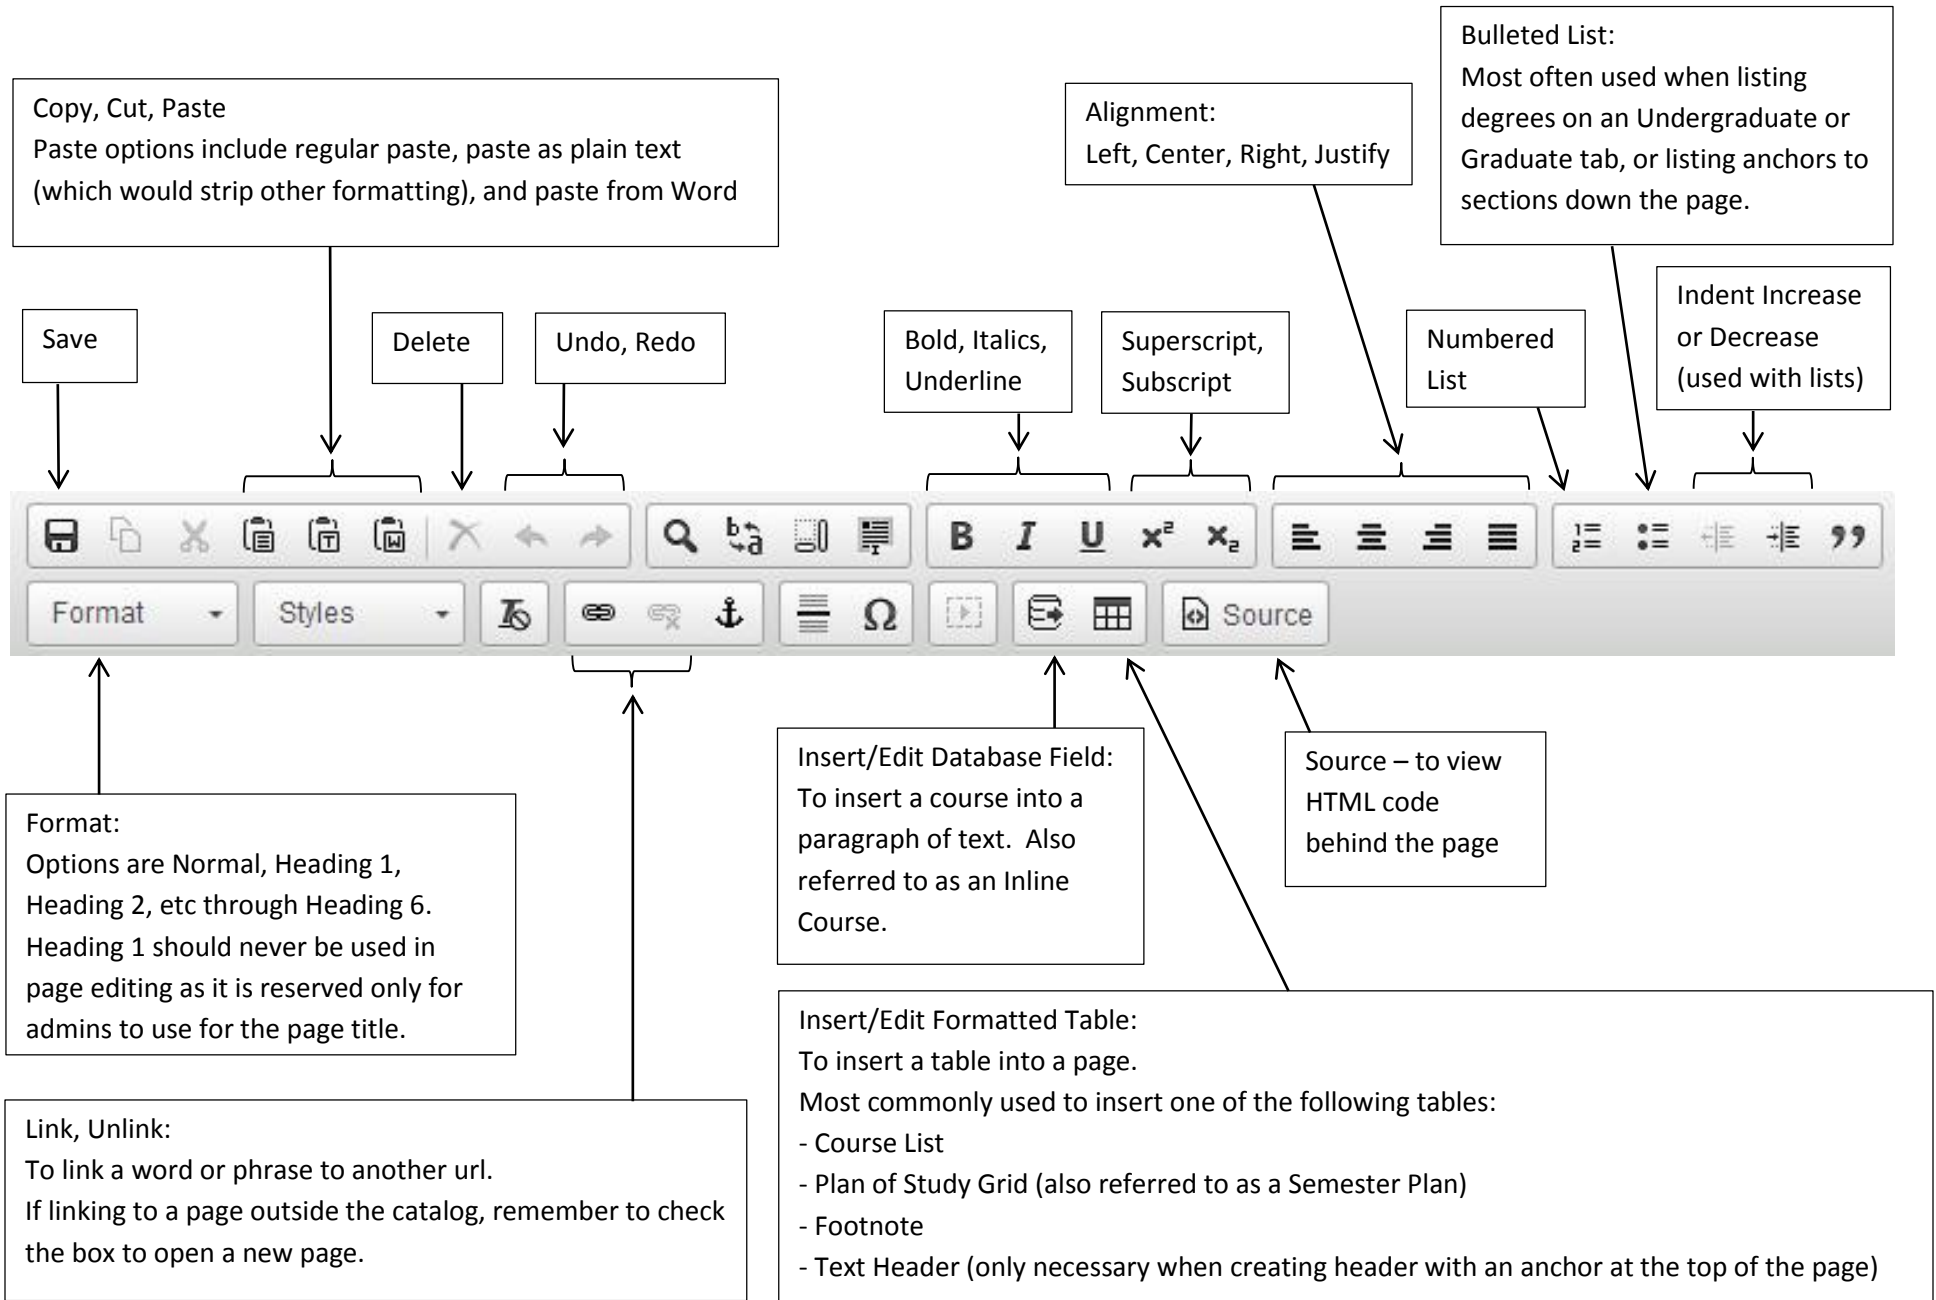 Bulleted List:
Most often used when listing
degrees on an Undergraduate or
Graduate tab, or listing anchors to
sections down the page.
Copy, Cut, Paste
Paste options include regular paste, paste as plain text
(which would strip other formatting), and paste from Word
Alignment:
Left, Center, Right, Justify
Save
Delete
Undo, Redo
Bold, Italics,
Underline
Superscript,
Subscript
Numbered
List
Indent Increase
or Decrease
(used with lists)
B I U x² x₂
Format
Styles
Ω
Source
Format:
Options are Normal, Heading 1,
Heading 2, etc through Heading 6.
Heading 1 should never be used in
page editing as it is reserved only for
admins to use for the page title.
Link, Unlink:
To link a word or phrase to another url.
If linking to a page outside the catalog, remember to check
the box to open a new page.
Insert/Edit Database Field:
To insert a course into a
paragraph of text.  Also
referred to as an Inline
Course.
Source – to view
HTML code
behind the page
Insert/Edit Formatted Table:
To insert a table into a page.
Most commonly used to insert one of the following tables:
- Course List
- Plan of Study Grid (also referred to as a Semester Plan)
- Footnote
- Text Header (only necessary when creating header with an anchor at the top of the page)